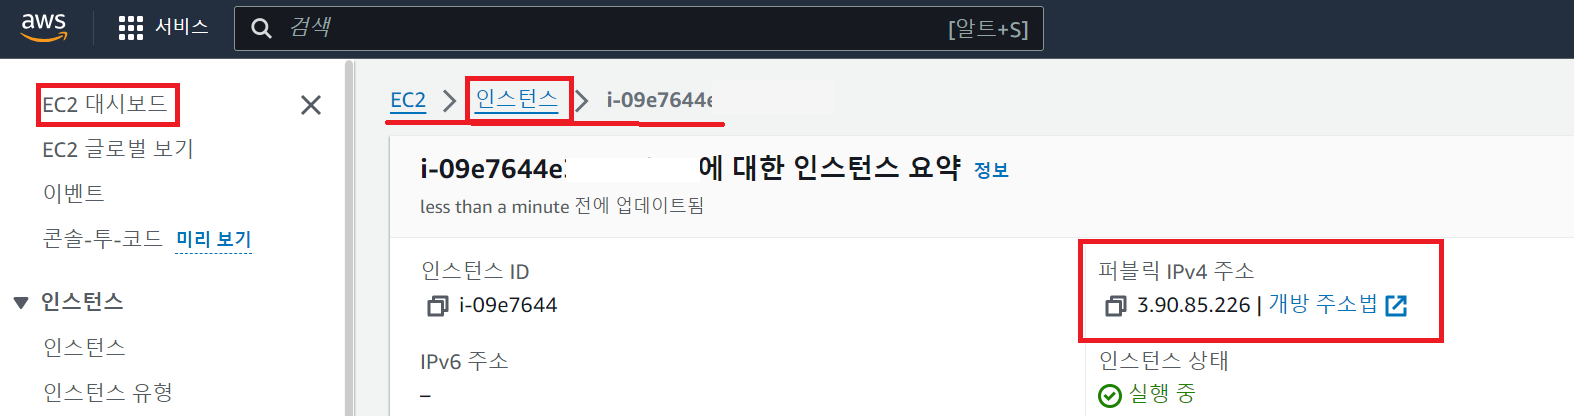 aws 서비스 검색 [알트+S]
EC2 대시보드
EC2 글로벌 보기
이벤트
콘솔-투-코드 미리 보기
인스턴스
인스턴스
인스턴스 유형
EC2 > 인스턴스 > i-09e7644e
i-09e7644e 에 대한 인스턴스 요약 정보
less than a minute 전에 업데이트됨
인스턴스 ID
i-09e7644
퍼블릭 IPv4 주소
3.90.85.226 | 개방 주소법
IPv6 주소
–
인스턴스 상태
실행 중